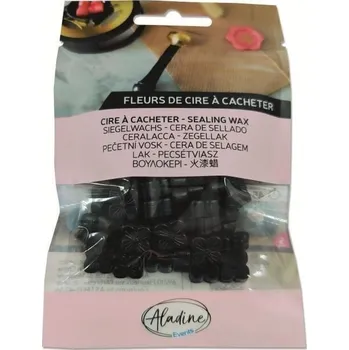 FLEURS DE CIRE À CACHETER
CIRE À CACHETER - SEALING WAX
SIEGELWACHS - CERA DE SELLADO
CERALACCA - ZEGELLAK
PEČETNÍ VOSK - CERA DE SELAGEM
LAK - PECSÉTVIASZ
ΒΟΥΛΟΚΕΡΙ - 火漆蜡
Aladine
Events